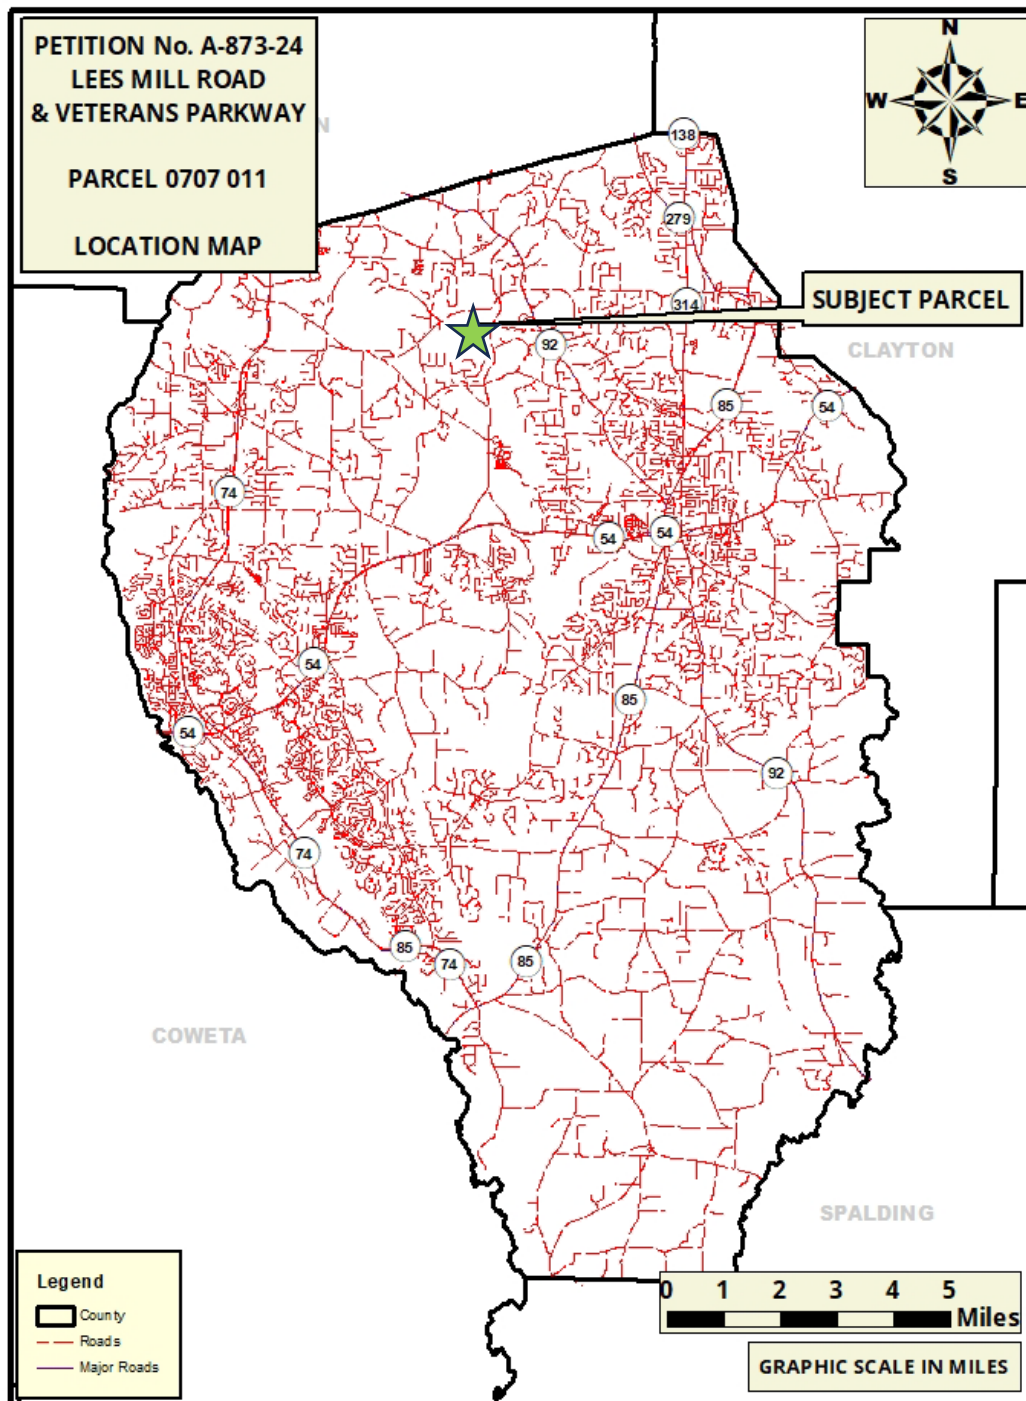 PETITION No. A-873-24
LEES MILL ROAD
& VETERANS PARKWAY
PARCEL 0707 011
LOCATION MAP
N
W E
S
N
138
279
314
SUBJECT PARCEL
92
CLAYTON
85
54
74
54
54
54
85
54
92
74
85
74
85
COWETA
SPALDING
Legend
County
Roads
Major Roads
0 1 2 3 4 5
Miles
GRAPHIC SCALE IN MILES